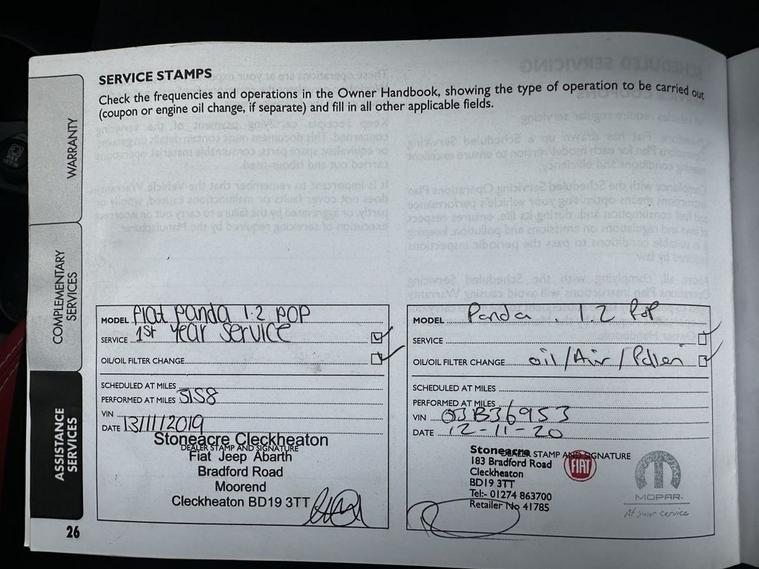 SERVICE STAMPS
Check the frequencies and operations in the Owner Handbook, showing the type of operation to be carried out
(coupon or engine oil change, if separate) and fill in all other applicable fields.
WARRANTY
COMPLEMENTARY
SERVICES
ASSISTANCE
SERVICES
MODEL Fiat Panda 1.2 POP
SERVICE 1st Year Service
OIL/OIL FILTER CHANGE
SCHEDULED AT MILES
PERFORMED AT MILES 5158
VIN
DATE 13/11/2019
Stoneacre Cleckheaton
DEALER STAMP AND SIGNATURE
Fiat Jeep Abarth
Bradford Road
Moorend
Cleckheaton BD19 3TT
MODEL Panda . 1.2 PoP
SERVICE
OIL/OIL FILTER CHANGE oil/Air/Pollen
SCHEDULED AT MILES
PERFORMED AT MILES
VIN 03B36953
DATE 12-11-20
Stoneacre
DEALER STAMP AND SIGNATURE
183 Bradford Road
Cleckheaton
BD19 3TT
Tel:- 01274 863700
Retailer No 41785
FIAT
MOPAR
At your service
26